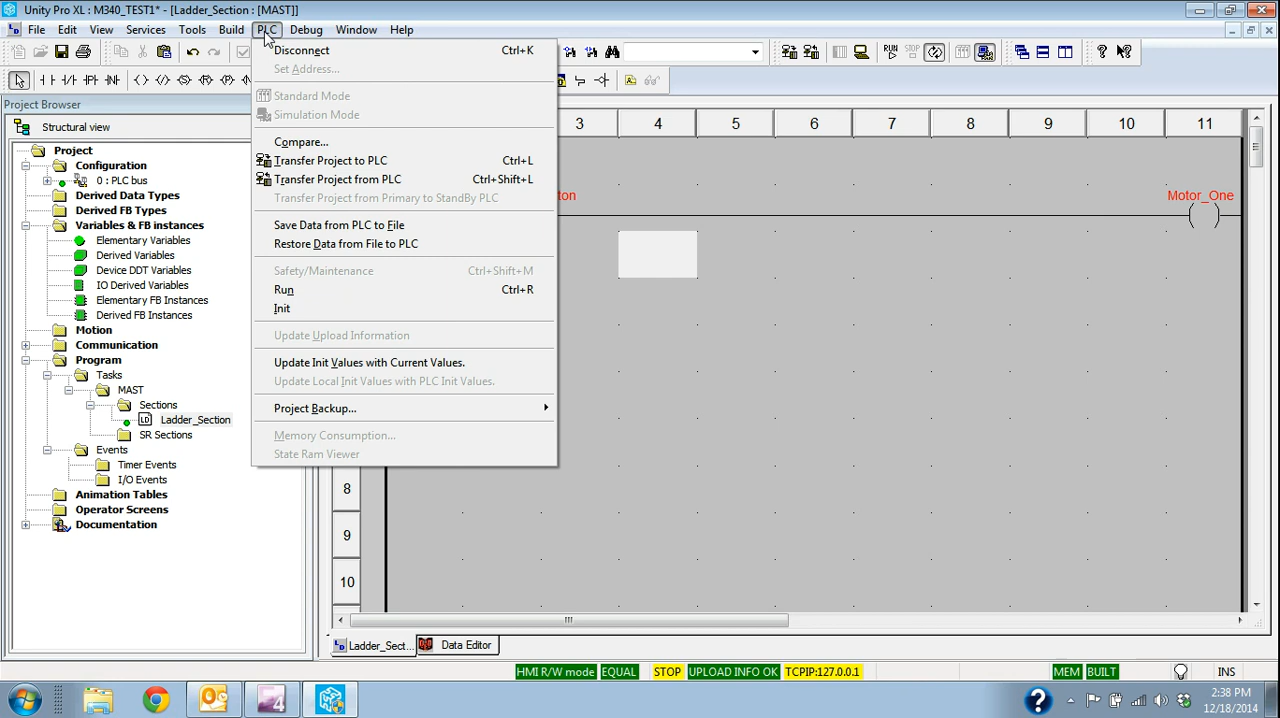 Unity Pro XL : M340_TEST1* - [Ladder_Section : [MAST]]
File Edit View Services Tools Build PLC Debug Window Help
Disconnect Ctrl+K
Set Address...
Standard Mode
Simulation Mode
Compare...
Transfer Project to PLC Ctrl+L
Transfer Project from PLC Ctrl+Shift+L
Transfer Project from Primary to StandBy PLC
Save Data from PLC to File
Restore Data from File to PLC
Safety/Maintenance Ctrl+Shift+M
Run Ctrl+R
Init
Update Upload Information
Update Init Values with Current Values.
Update Local Init Values with PLC Init Values.
Project Backup...
Memory Consumption...
State Ram Viewer
RUN STOP
Project Browser
Structural view
Project
Configuration
0 : PLC bus
Derived Data Types
Derived FB Types
Variables & FB instances
Elementary Variables
Derived Variables
Device DDT Variables
IO Derived Variables
Elementary FB Instances
Derived FB Instances
Motion
Communication
Program
Tasks
MAST
Sections
LD Ladder_Section
SR Sections
Events
Timer Events
I/O Events
Animation Tables
Operator Screens
Documentation
3 4 5 6 7 8 9 10 11
ton Motor_One
8
9
10
Ladder_Sect... Data Editor
HMI R/W mode EQUAL STOP UPLOAD INFO OK TCPIP:127.0.0.1 MEM BUILT INS
2:38 PM
12/18/2014